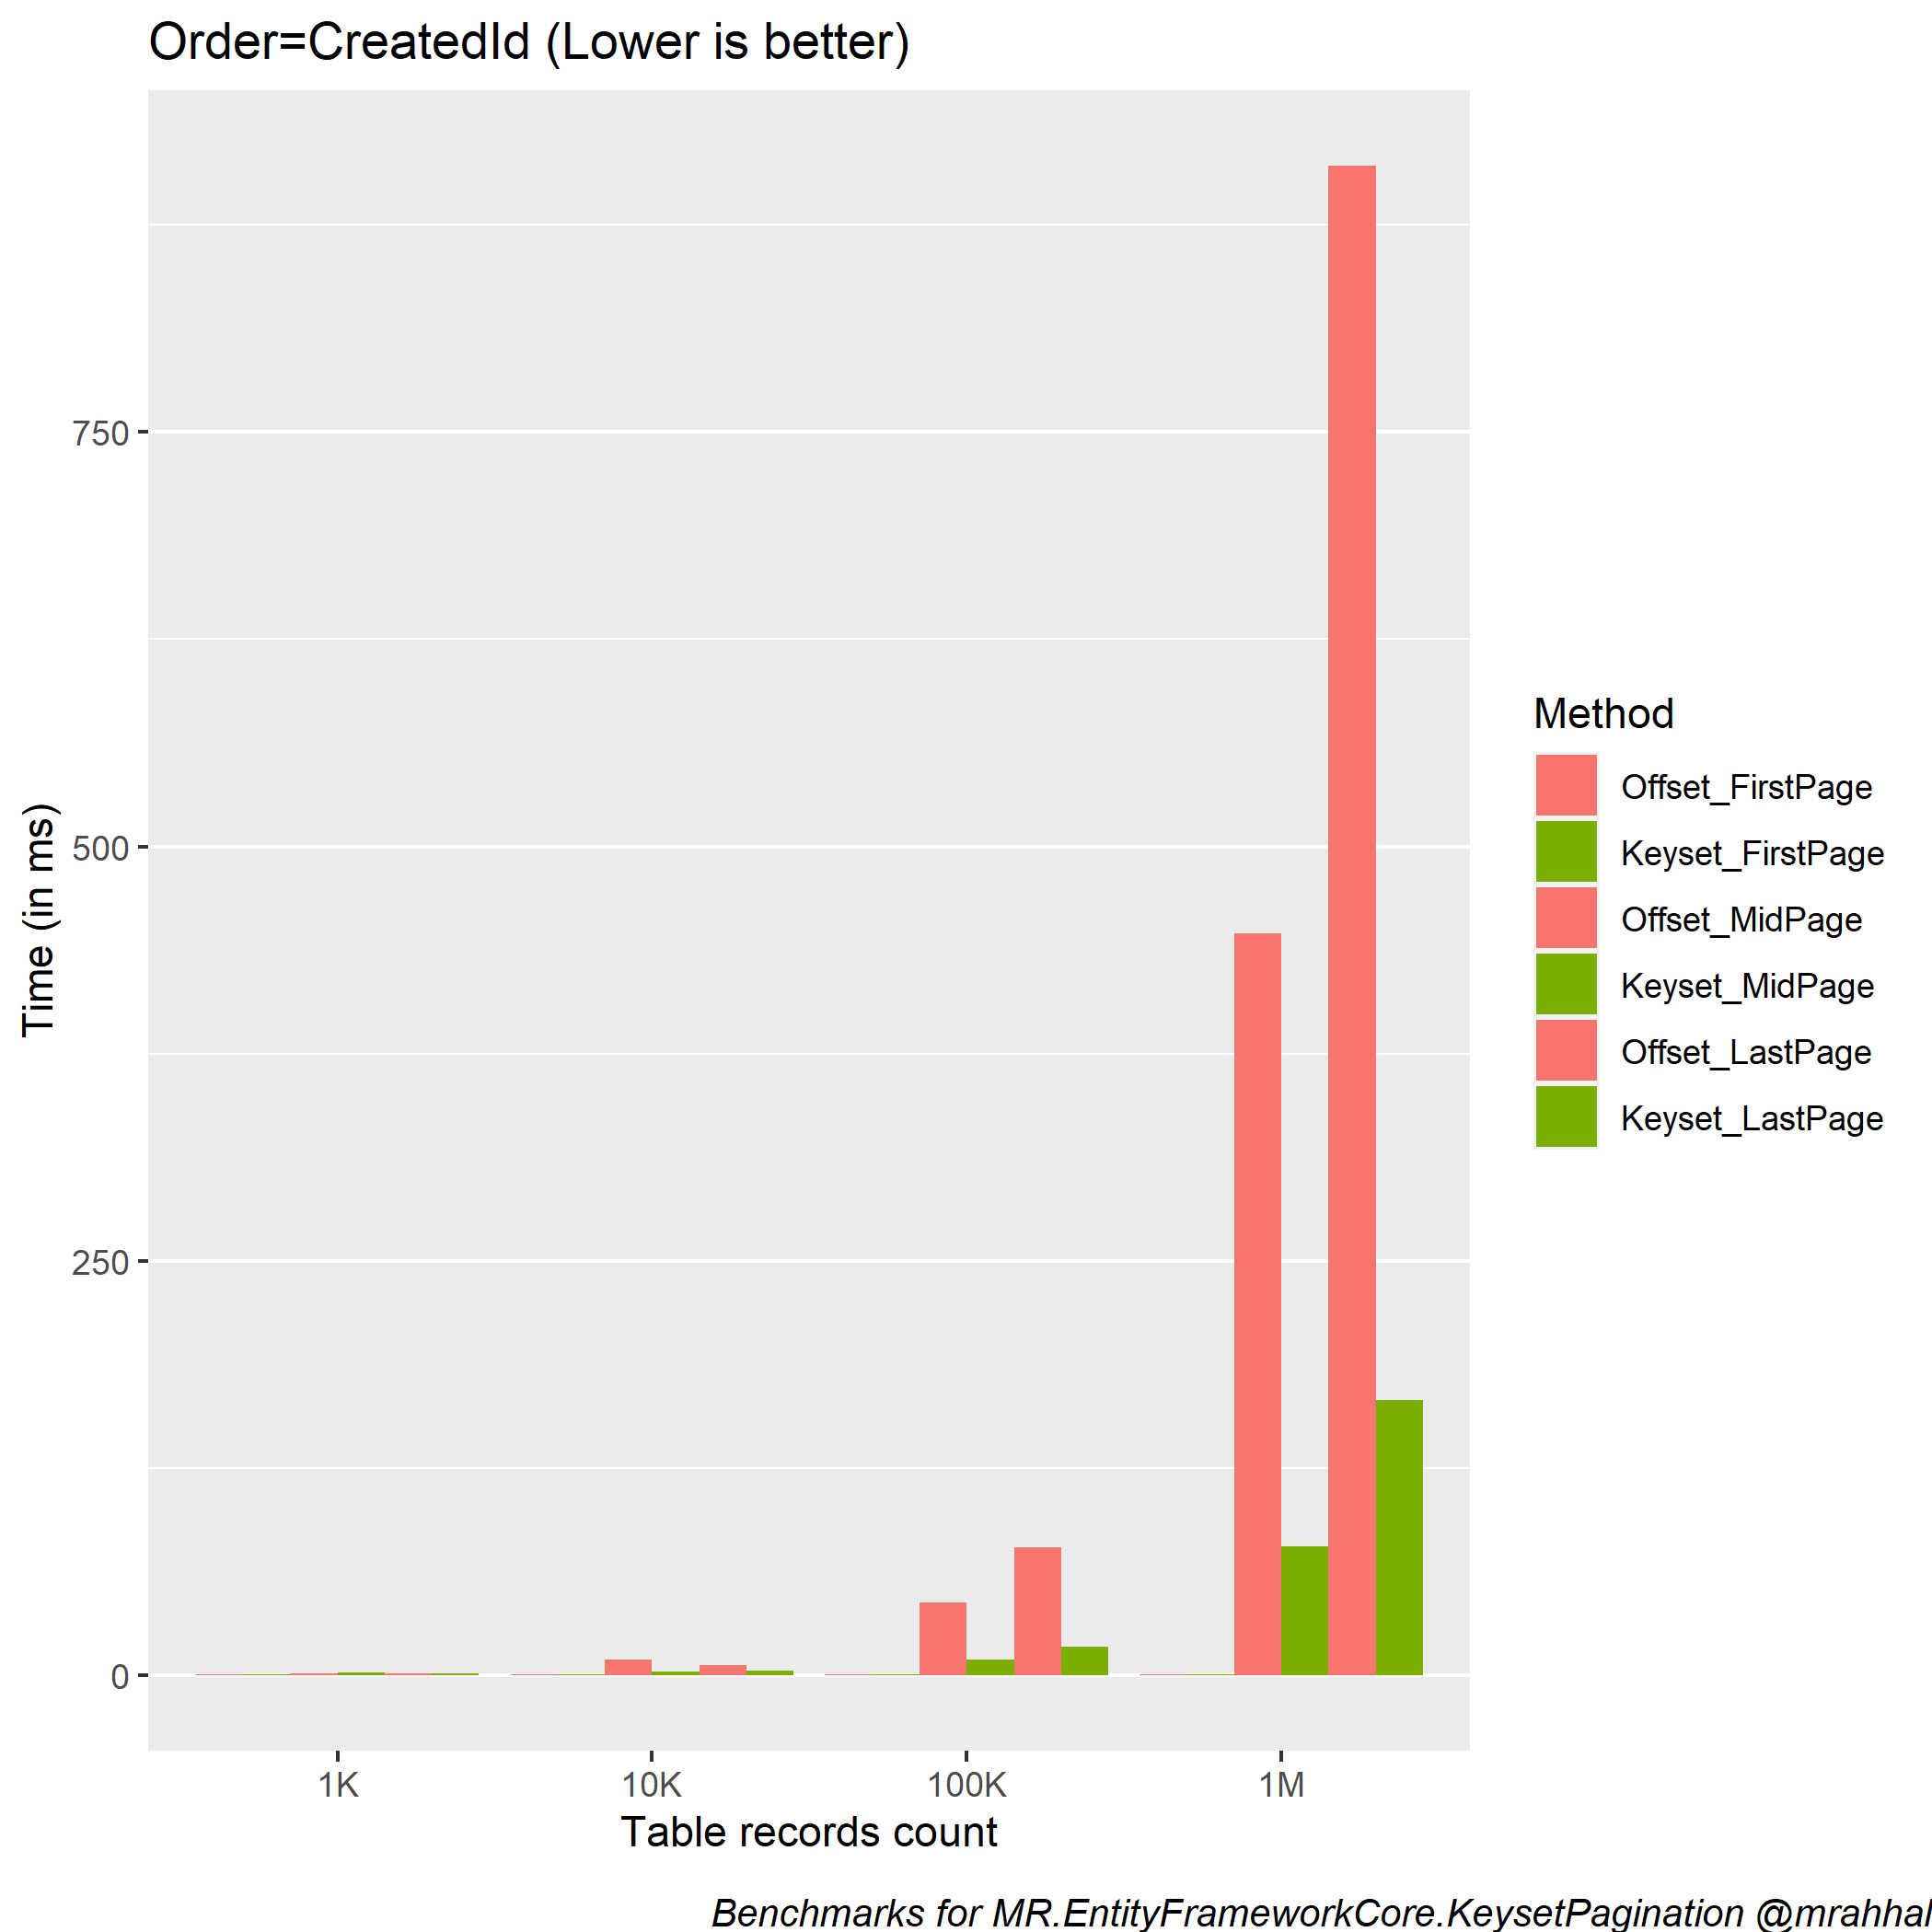 Order=CreatedId (Lower is better)
Time (in ms)
750
500
250
0
1K 10K 100K 1M
Table records count
Method
Offset_FirstPage
Keyset_FirstPage
Offset_MidPage
Keyset_MidPage
Offset_LastPage
Keyset_LastPage
Benchmarks for MR.EntityFrameworkCore.KeysetPagination @mrahhal